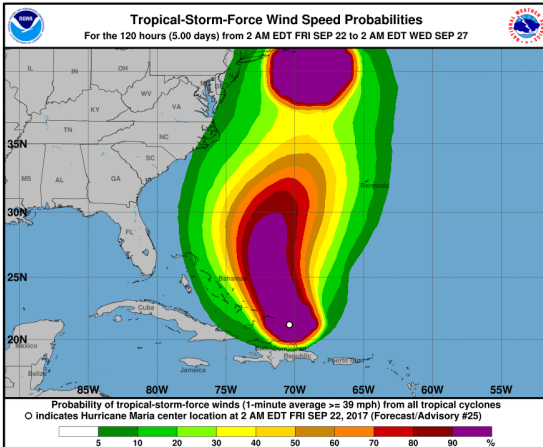 Tropical-Storm-Force Wind Speed Probabilities
For the 120 hours (5.00 days) from 2 AM EDT FRI SEP 22 to 2 AM EDT WED SEP 27
NOAA
IL
IN
OH
WV
VA
KY
TN
NC
SC
MS
AL
GA
FL
35N
30N
25N
20N
Bermuda
Bahamas
Cuba
Mexico
Belize
Jamaica
Republic
Puerto Rico
85W
80W
75W
70W
65W
60W
55W
Probability of tropical-storm-force winds (1-minute average >= 39 mph) from all tropical cyclones
O indicates Hurricane Maria center location at 2 AM EDT FRI SEP 22, 2017 (Forecast/Advisory #25)
5 10 20 30 40 50 60 70 80 90 %